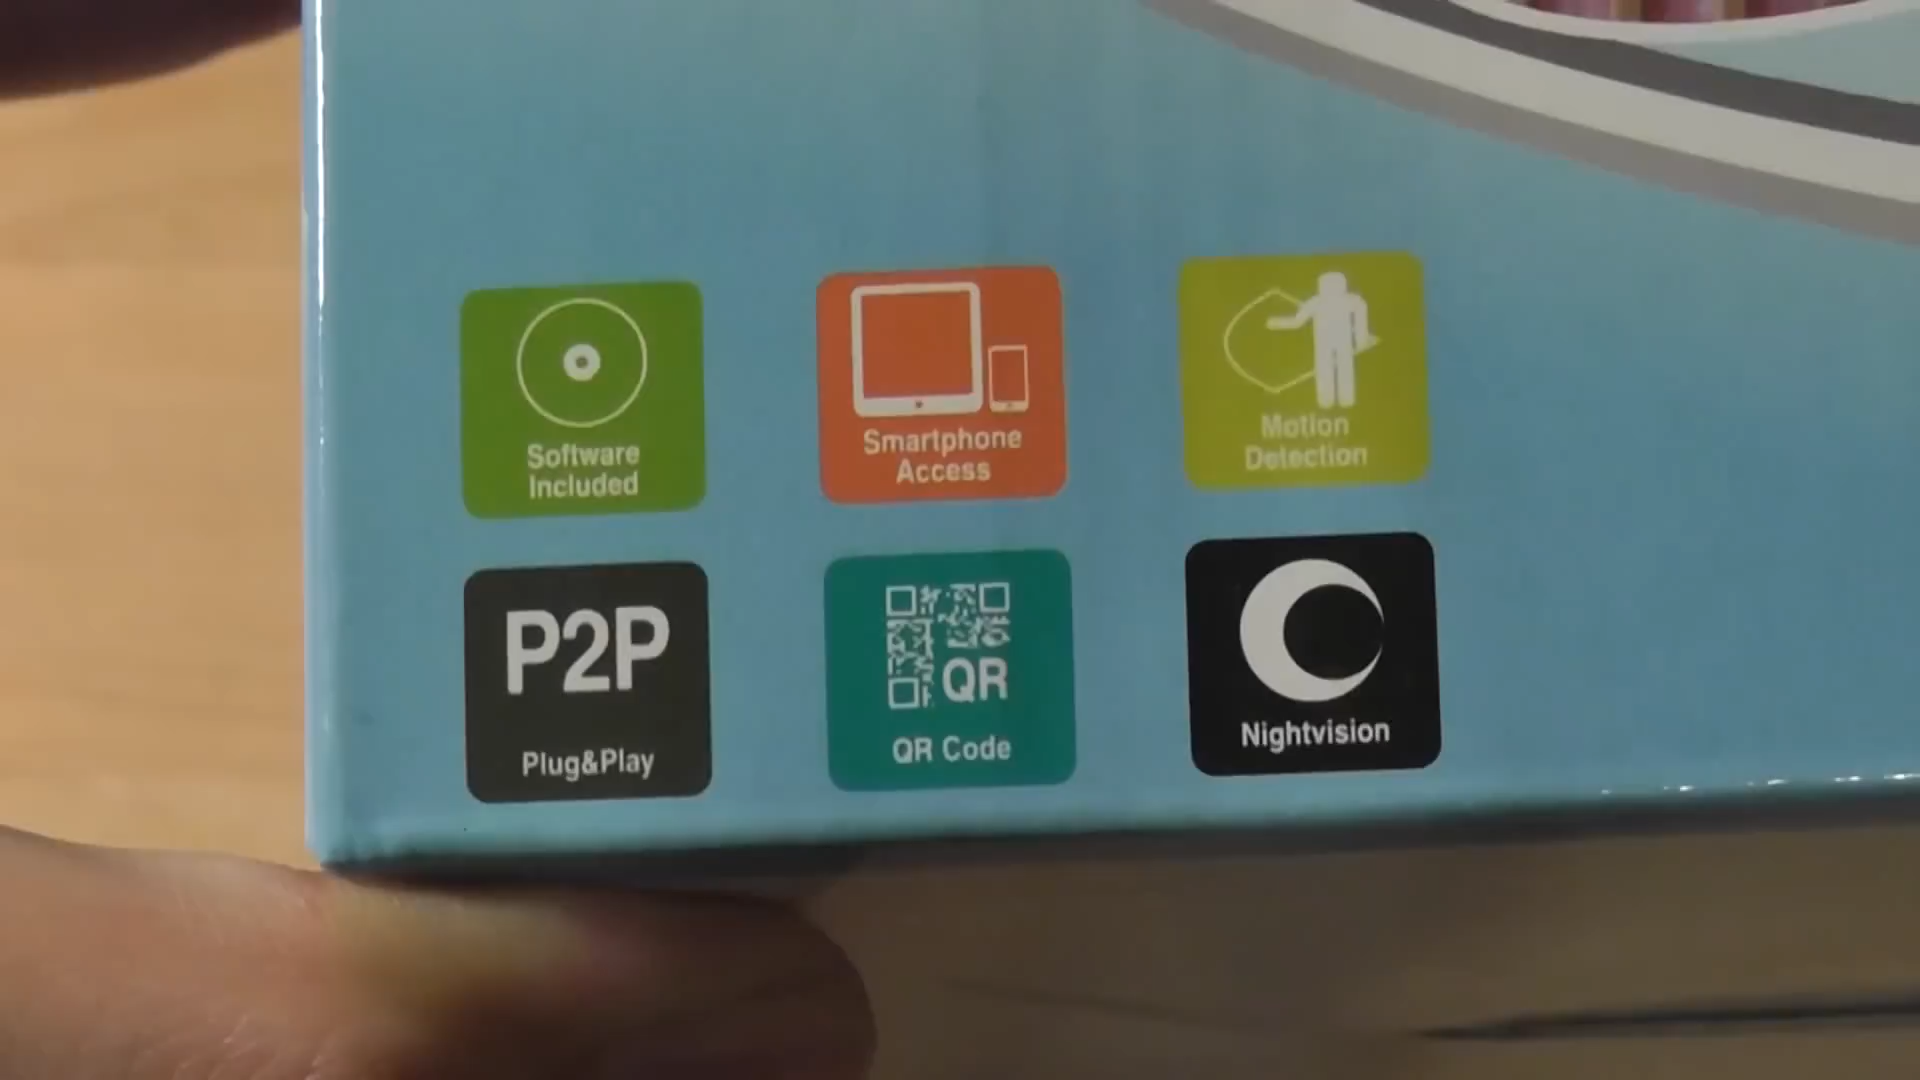 Software
Included
Smartphone
Access
Motion
Detection
P2P
Plug&Play
QR
QR Code
Nightvision